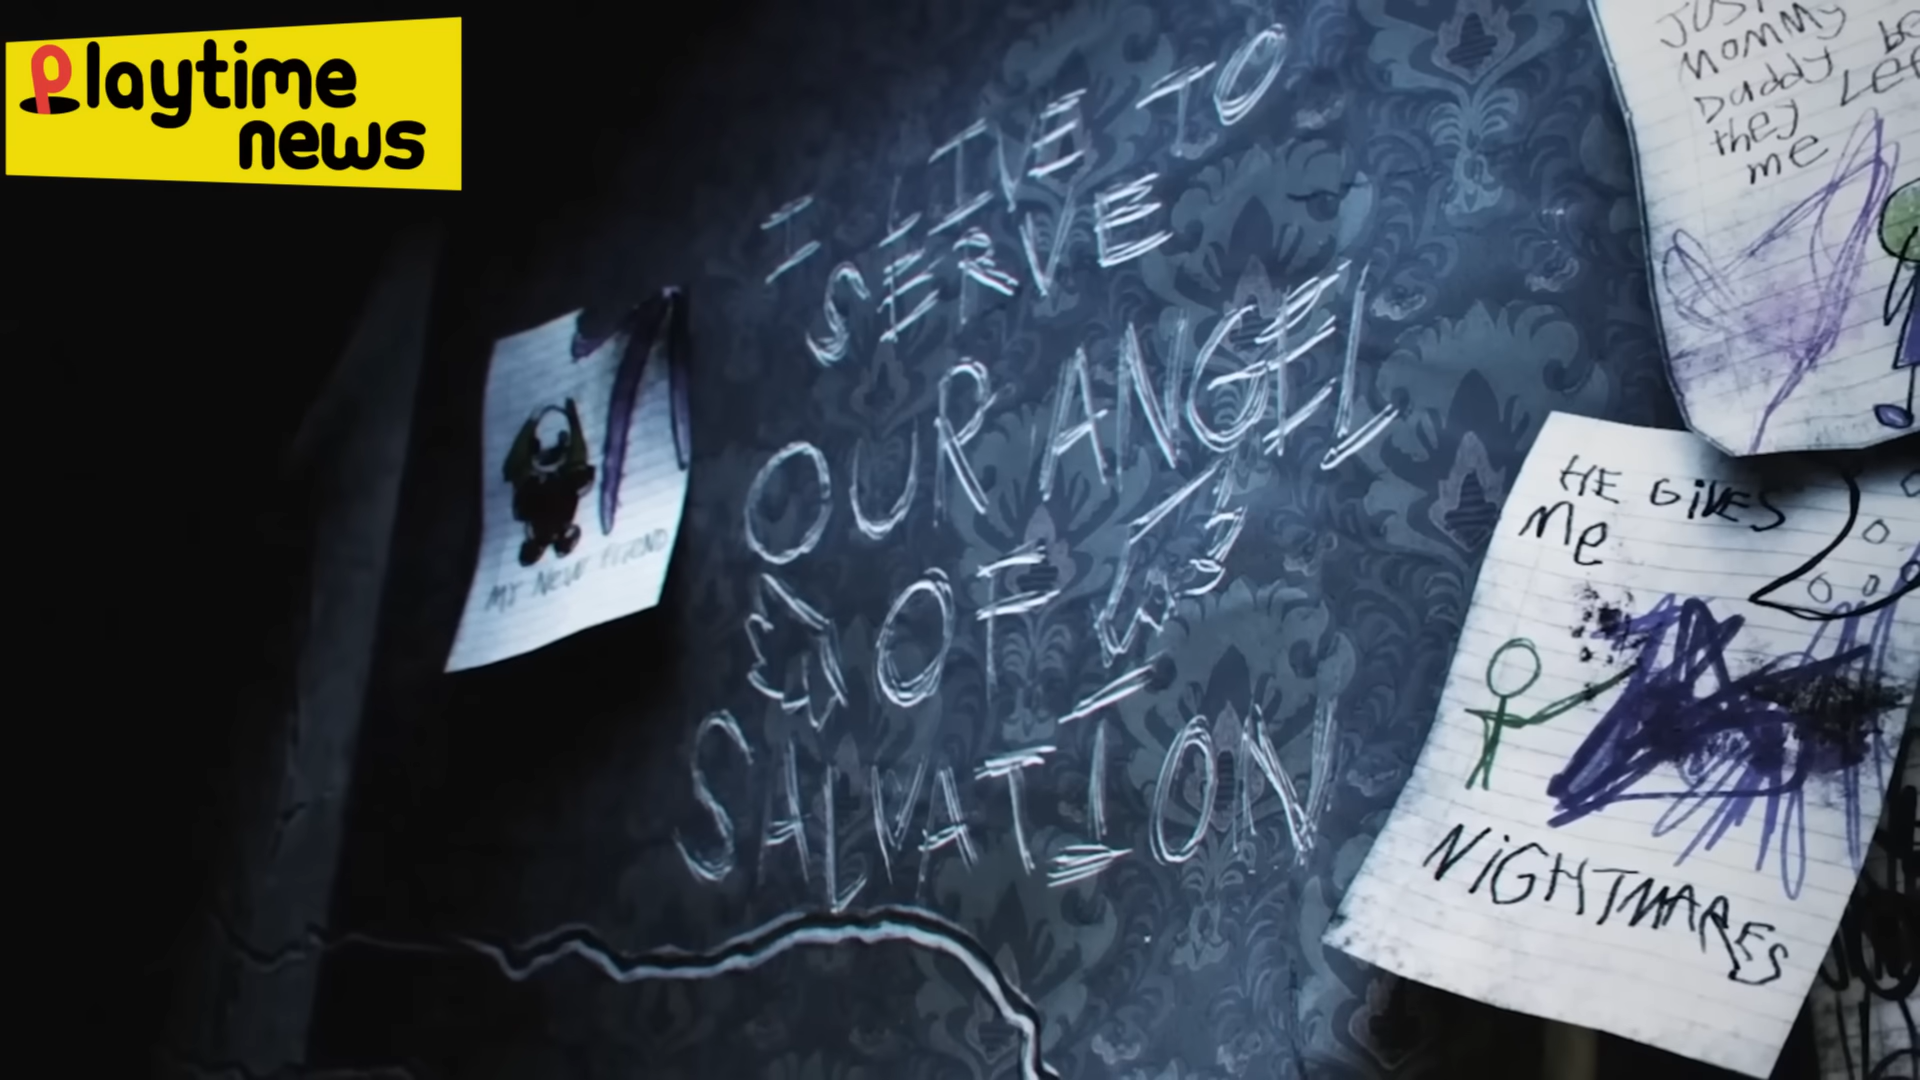 Playtime
news
I LIVE TO
SERVE
OUR ANGEL
OF
SALVATION
MY NEW FRIEND
Mommy
Daddy
they
me
HE GIVES
Me
NIGHTMARES